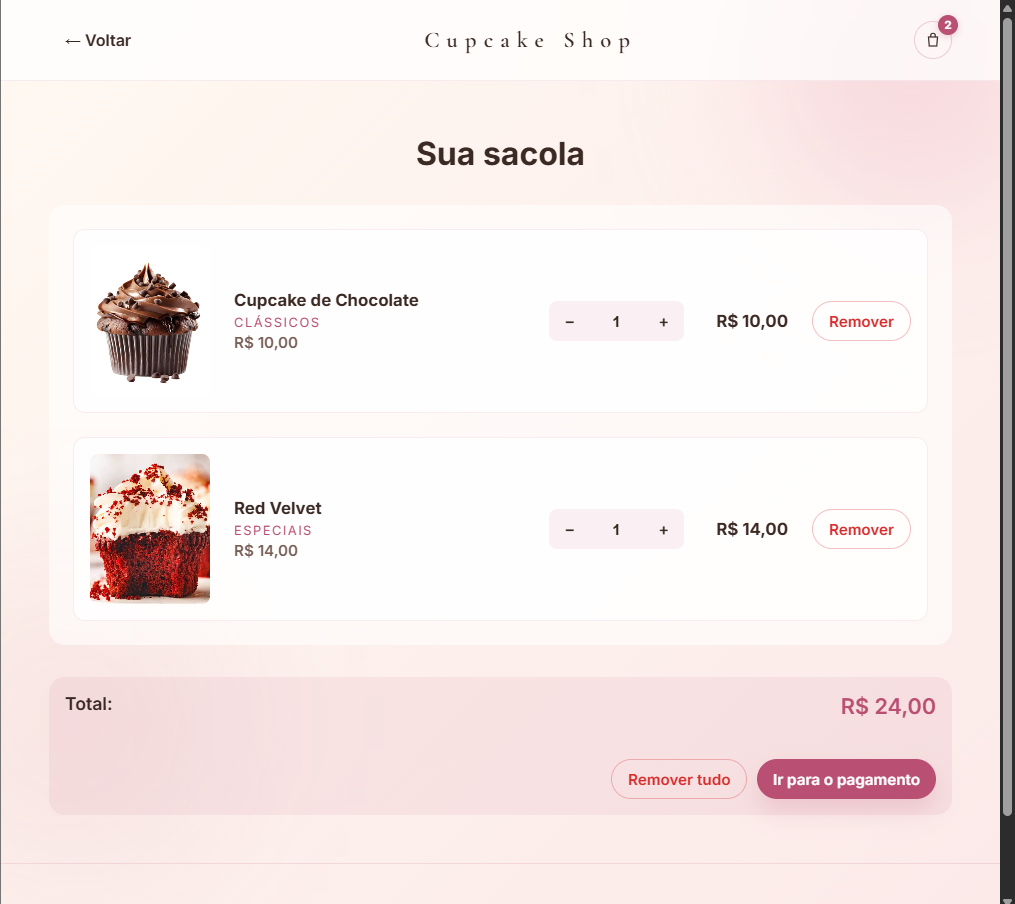 ← Voltar
Cupcake Shop
2
Sua sacola
Cupcake de Chocolate
CLÁSSICOS
R$ 10,00
− 1 +
R$ 10,00
Remover
Red Velvet
ESPECIAIS
R$ 14,00
− 1 +
R$ 14,00
Remover
Total:
R$ 24,00
Remover tudo
Ir para o pagamento